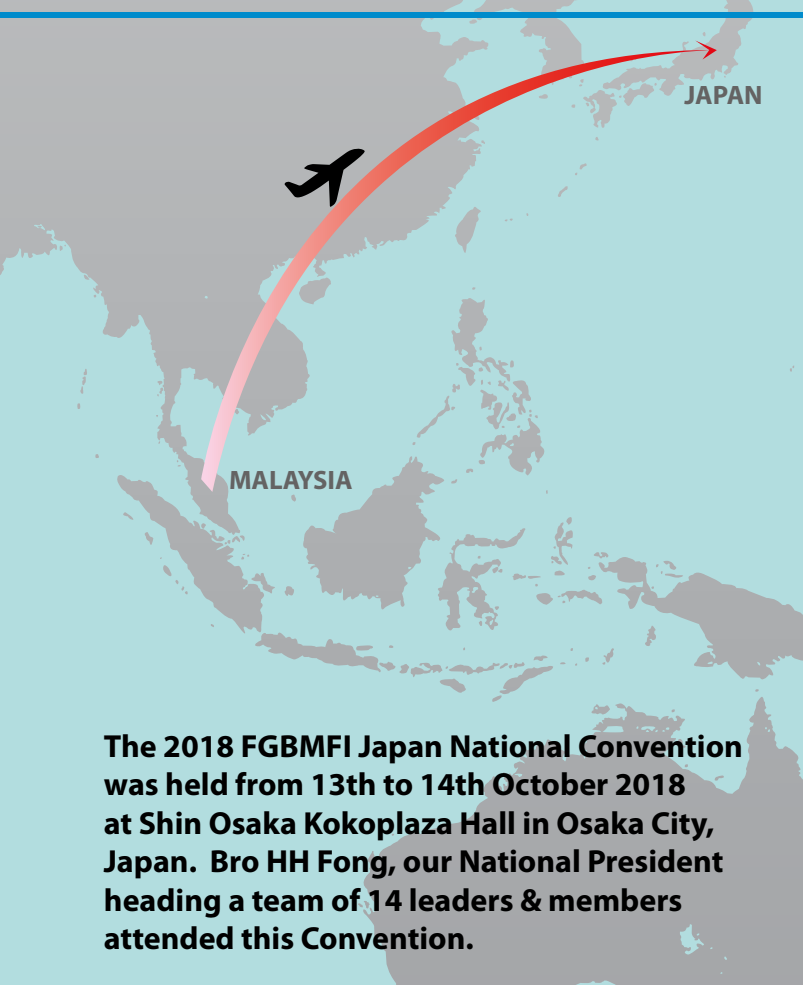 JAPAN
MALAYSIA
The 2018 FGBMFI Japan National Convention
was held from 13th to 14th October 2018
at Shin Osaka Kokoplaza Hall in Osaka City,
Japan.  Bro HH Fong, our National President
heading a team of 14 leaders & members
attended this Convention.